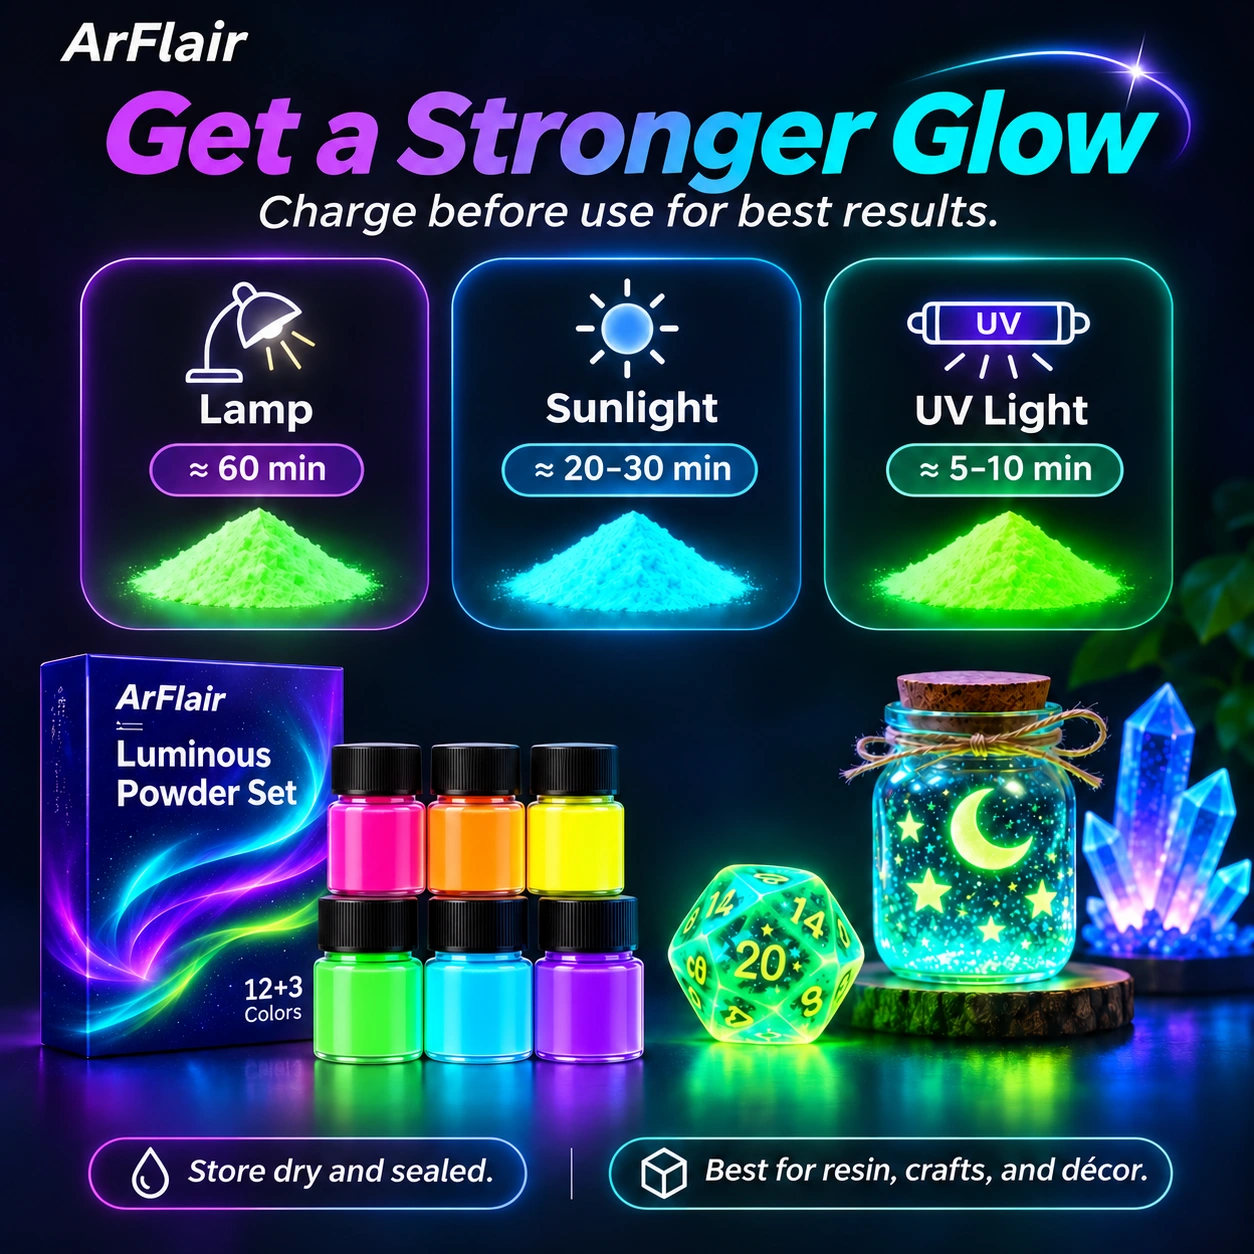 ArFlair
Get a Stronger Glow
Charge before use for best results.
UV
Lamp
Sunlight
UV Light
≈ 60 min
≈ 20–30 min
≈ 5–10 min
ArFlair
Luminous
Powder Set
12+3
Colors
14
14
20
9
Store dry and sealed.
Best for resin, crafts, and décor.